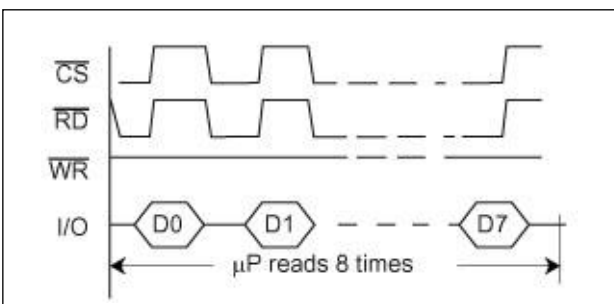 CS
RD
WR
I/O D0 D1 D7
μP reads 8 times